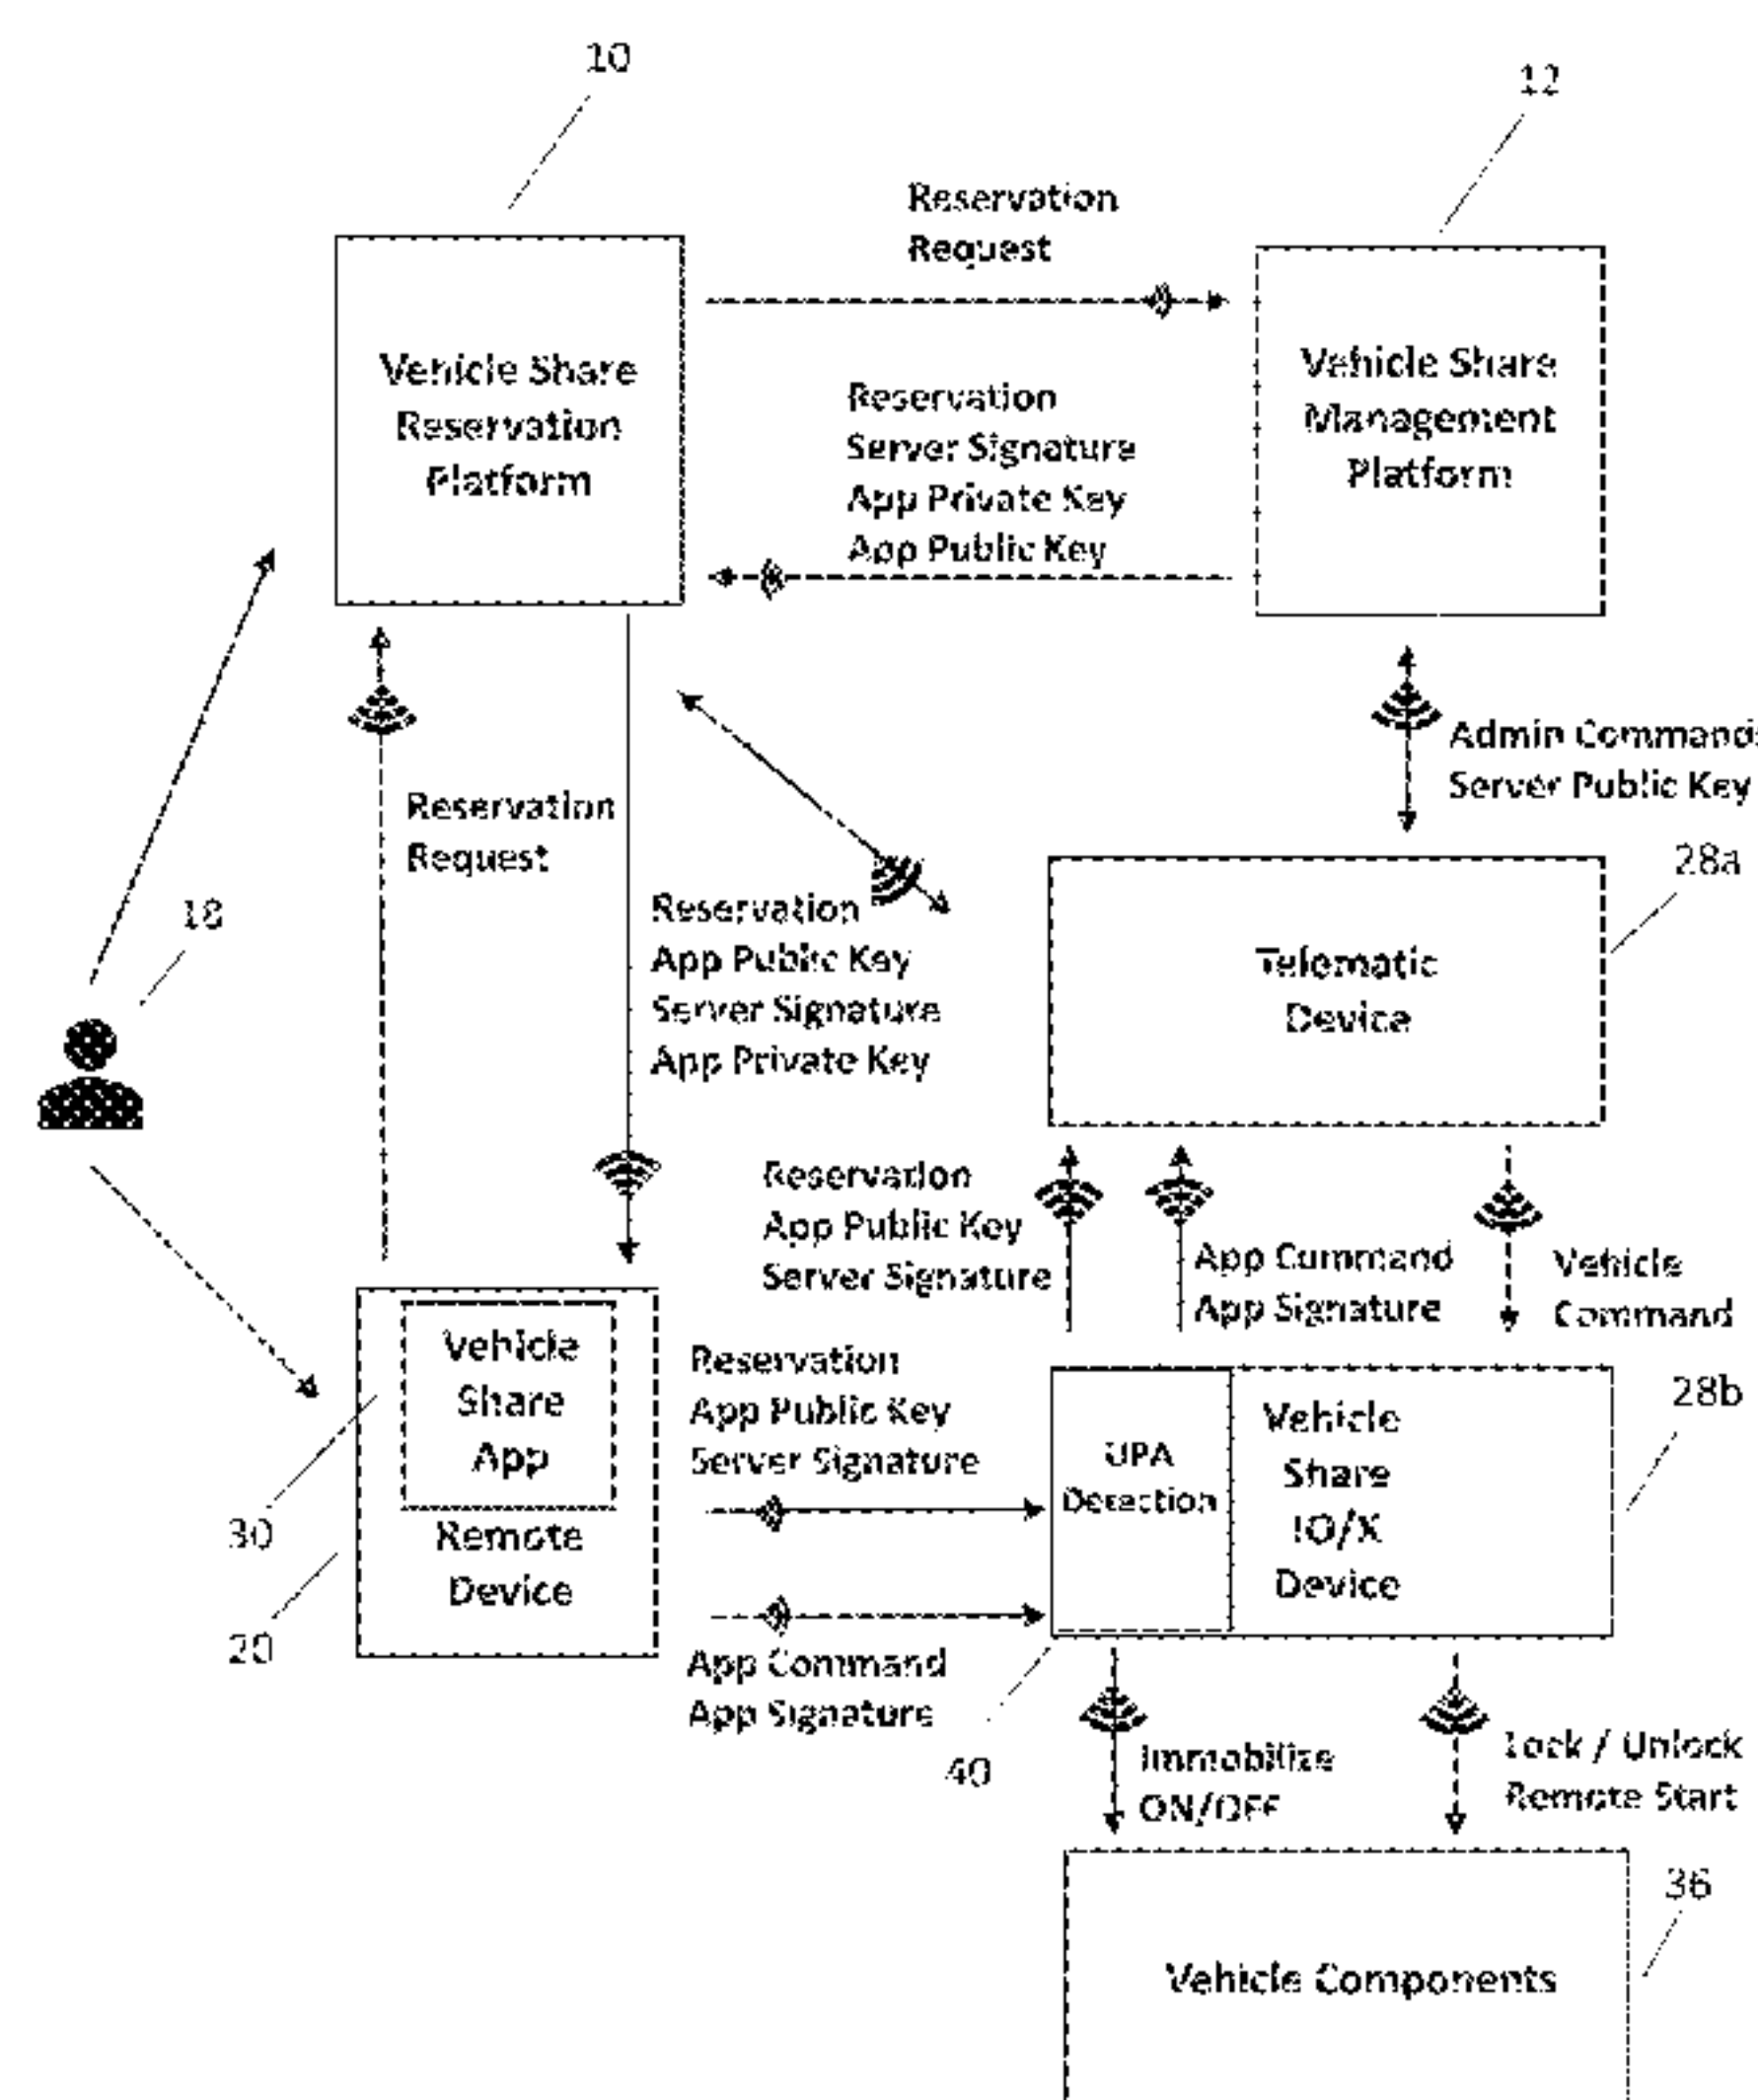 10
12
Reservation
Request
Vehicle Share
Reservation
Platform
Vehicle Share
Management
Platform
Reservation
Server Signature
App Private Key
App Public Key
Admin Commands
Server Public Key
Reservation
Request
28a
18
Reservation
App Public Key
Server Signature
App Private Key
Telematic
Device
Reservation
App Public Key
Server Signature
App Command
App Signature
Vehicle
Command
Vehicle
Share
App
Remote
Device
30
20
Reservation
App Public Key
Server Signature
UPA
Detection
Vehicle
Share
IO/X
Device
28b
App Command
App Signature
40
Immobilize
ON/OFF
Lock / Unlock
Remote Start
36
Vehicle Components